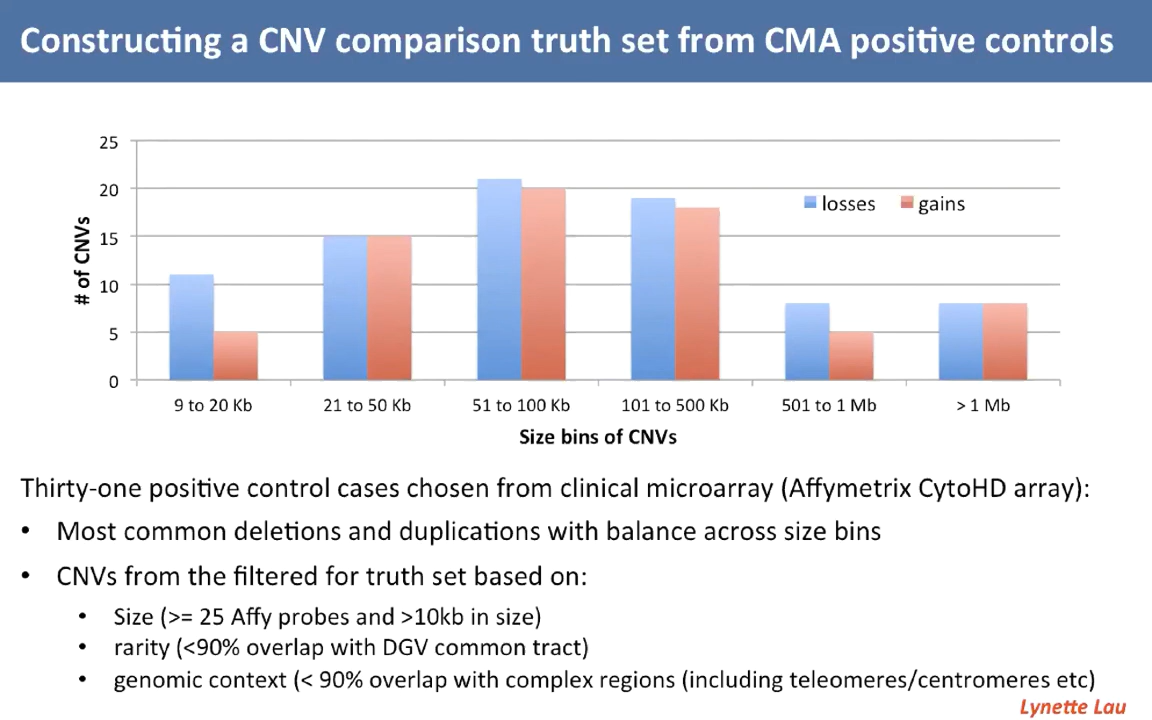 Constructing a CNV comparison truth set from CMA positive controls
25
20
15
10
5
0
# of CNVs
losses gains
9 to 20 Kb 21 to 50 Kb 51 to 100 Kb 101 to 500 Kb 501 to 1 Mb > 1 Mb
Size bins of CNVs
Thirty-one positive control cases chosen from clinical microarray (Affymetrix CytoHD array):
• Most common deletions and duplications with balance across size bins
• CNVs from the filtered for truth set based on:
• Size (>= 25 Affy probes and >10kb in size)
• rarity (<90% overlap with DGV common tract)
• genomic context (< 90% overlap with complex regions (including teleomeres/centromeres etc)
Lynette Lau